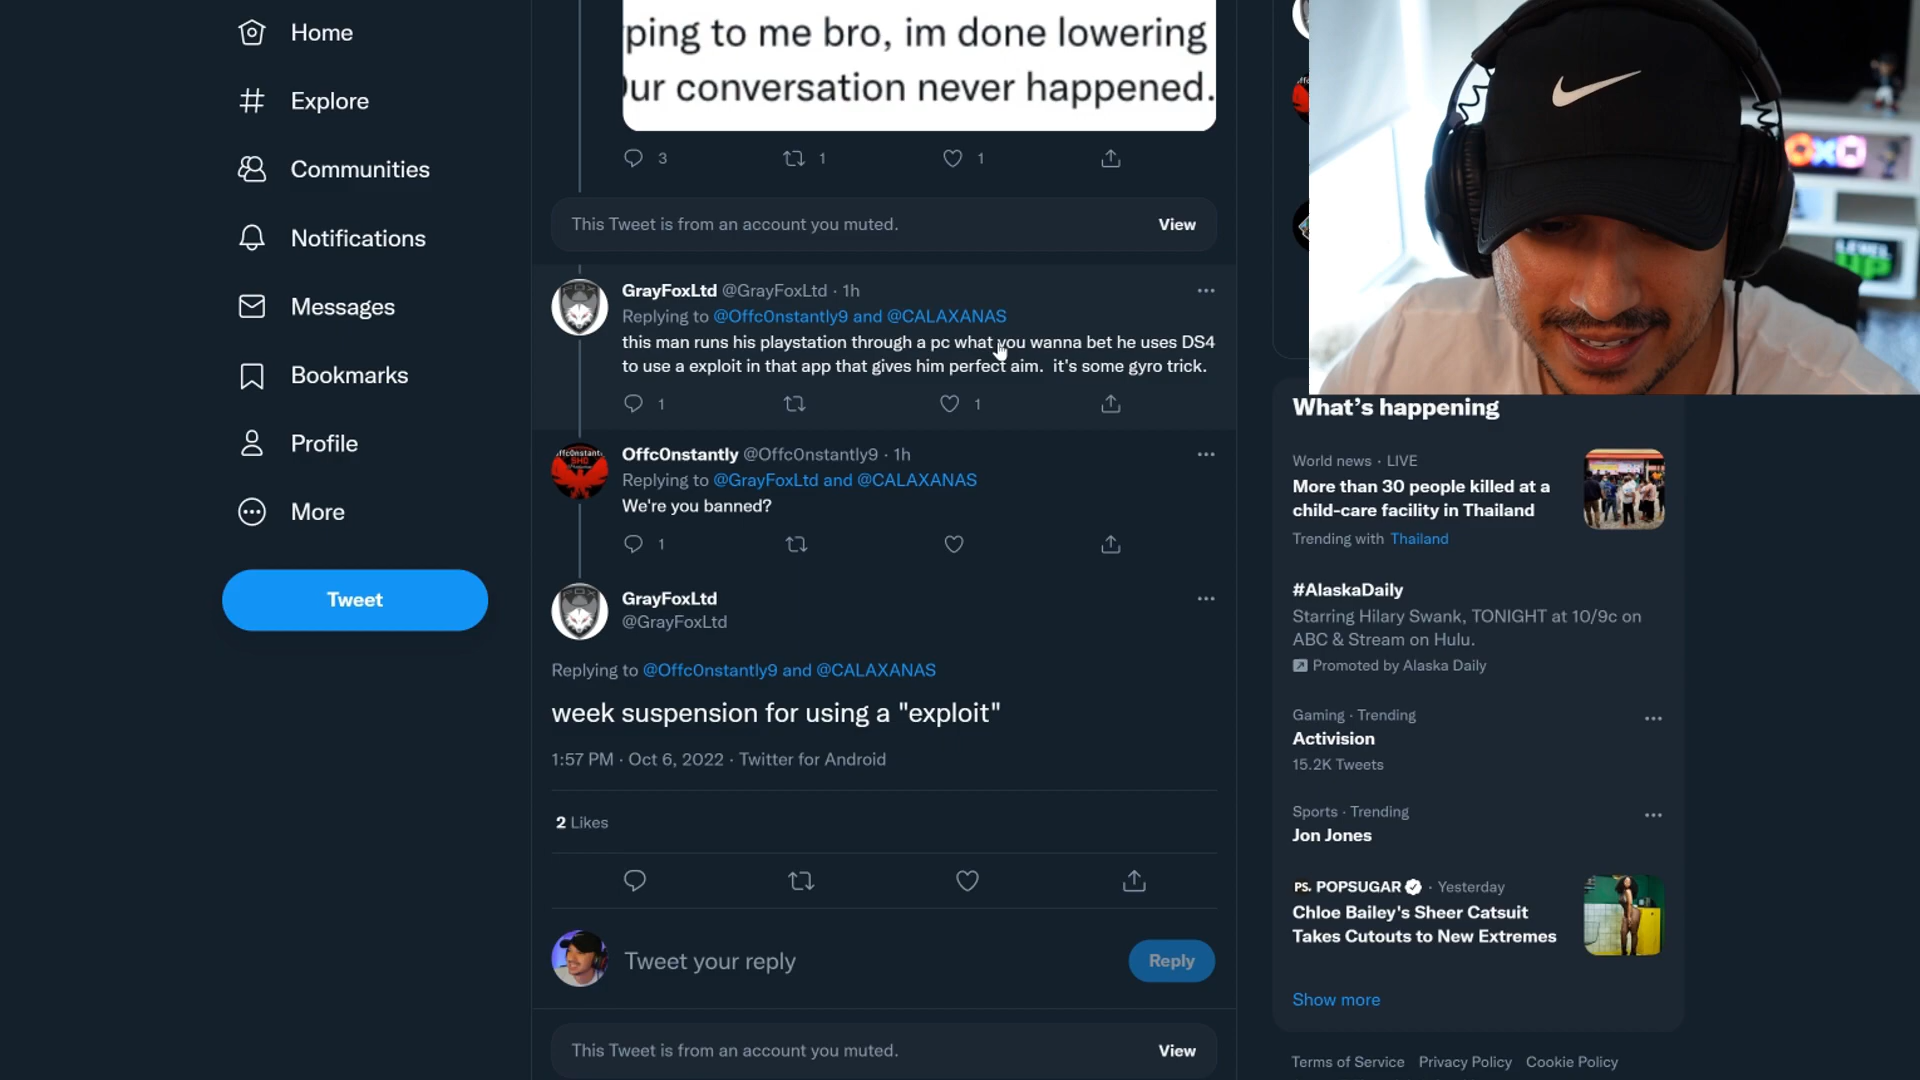 Home
Explore
Communities
Notifications
Messages
Bookmarks
Profile
More
Tweet
ping to me bro, im done lowering
ur conversation never happened.
3 1 1
This Tweet is from an account you muted. View
GrayFoxLtd @GrayFoxLtd · 1h
Replying to @Offc0nstantly9 and @CALAXANAS
this man runs his playstation through a pc what you wanna bet he uses DS4
to use a exploit in that app that gives him perfect aim. it's some gyro trick.
1 1
Offc0nstantly @Offc0nstantly9 · 1h
Replying to @GrayFoxLtd and @CALAXANAS
We're you banned?
1
GrayFoxLtd
@GrayFoxLtd
Replying to @Offc0nstantly9 and @CALAXANAS
week suspension for using a "exploit"
1:57 PM · Oct 6, 2022 · Twitter for Android
2 Likes
Tweet your reply
Reply
This Tweet is from an account you muted. View
LEVEL
UP
What's happening
World news · LIVE
More than 30 people killed at a
child-care facility in Thailand
Trending with Thailand
#AlaskaDaily
Starring Hilary Swank, TONIGHT at 10/9c on
ABC & Stream on Hulu.
Promoted by Alaska Daily
Gaming · Trending
Activision
15.2K Tweets
Sports · Trending
Jon Jones
PS. POPSUGAR · Yesterday
Chloe Bailey's Sheer Catsuit
Takes Cutouts to New Extremes
Show more
Terms of Service Privacy Policy Cookie Policy